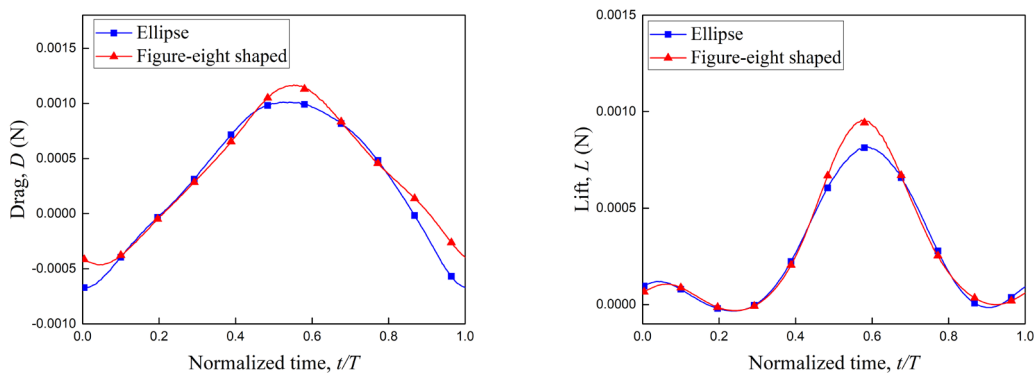 0.0015
0.0010
0.0005
0.0000
-0.0005
-0.0010
Drag, D (N)
Ellipse
Figure-eight shaped
0.0 0.2 0.4 0.6 0.8 1.0
Normalized time, t/T
0.0015
0.0010
0.0005
0.0000
Lift, L (N)
Ellipse
Figure-eight shaped
0.0 0.2 0.4 0.6 0.8 1.0
Normalized time, t/T